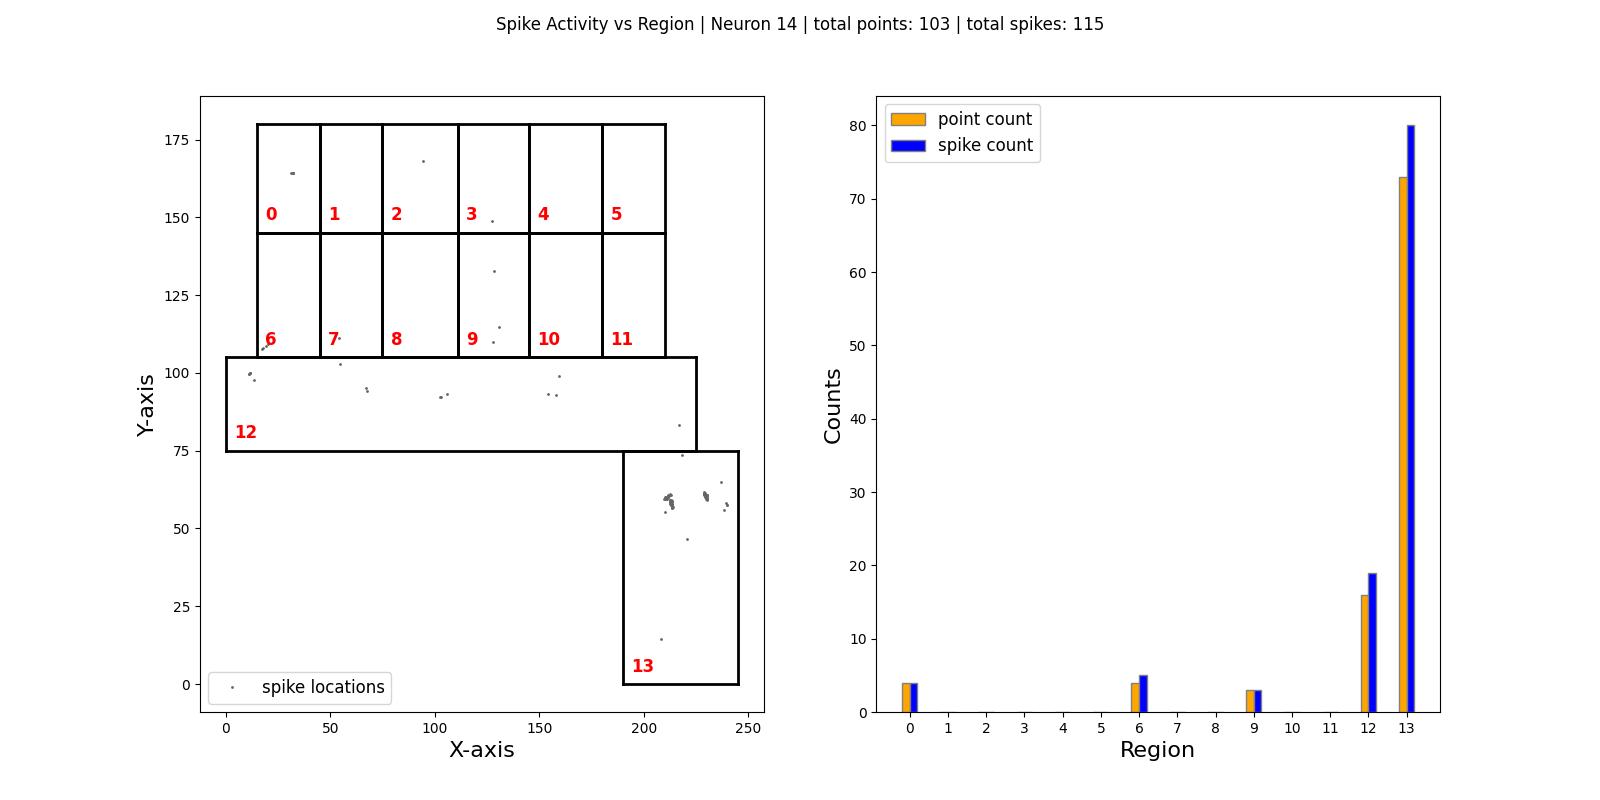 Spike Activity vs Region | Neuron 14 | total points: 103 | total spikes: 115
175
150
125
100
75
50
25
0
Y-axis
0 1 2 3 4 5
6 7 8 9 10 11
12
13
spike locations
0 50 100 150 200 250
X-axis
point count
spike count
80
70
60
50
40
30
20
10
0
Counts
0 1 2 3 4 5 6 7 8 9 10 11 12 13
Region